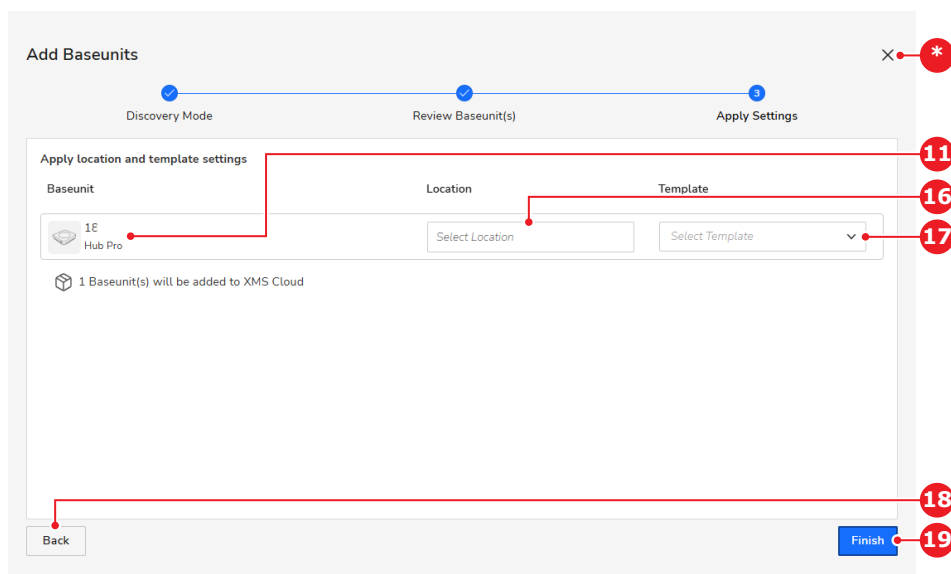 Add Baseunits
*
3
Discovery Mode
Review Baseunit(s)
Apply Settings
Apply location and template settings
11
Baseunit
Location
Template
16
18
Hub Pro
Select Location
Select Template
17
1 Baseunit(s) will be added to XMS Cloud
18
Back
Finish
19